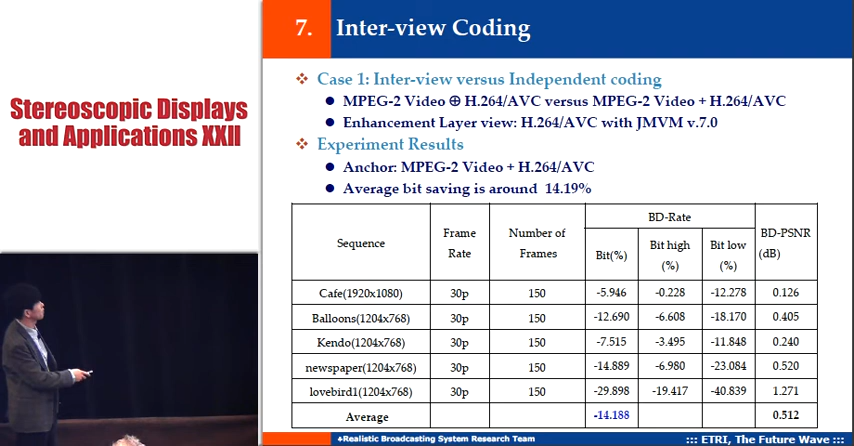 Stereoscopic Displays
and Applications XXII
7. Inter-view Coding
❖ Case 1: Inter-view versus Independent coding
● MPEG-2 Video ⊕ H.264/AVC versus MPEG-2 Video + H.264/AVC
● Enhancement Layer view: H.264/AVC with JMVM v.7.0
❖ Experiment Results
● Anchor: MPEG-2 Video + H.264/AVC
● Average bit saving is around 14.19%
Sequence Frame Rate Number of Frames BD-Rate BD-PSNR (dB)
Bit(%) Bit high (%) Bit low (%)
Cafe(1920x1080) 30p 150 -5.946 -0.228 -12.278 0.126
Balloons(1204x768) 30p 150 -12.690 -6.608 -18.170 0.405
Kendo(1204x768) 30p 150 -7.515 -3.495 -11.848 0.240
newspaper(1204x768) 30p 150 -14.889 -6.980 -23.084 0.520
lovebird1(1204x768) 30p 150 -29.898 -19.417 -40.839 1.271
Average -14.188 0.512
♦Realistic Broadcasting System Research Team ::: ETRI, The Future Wave :::